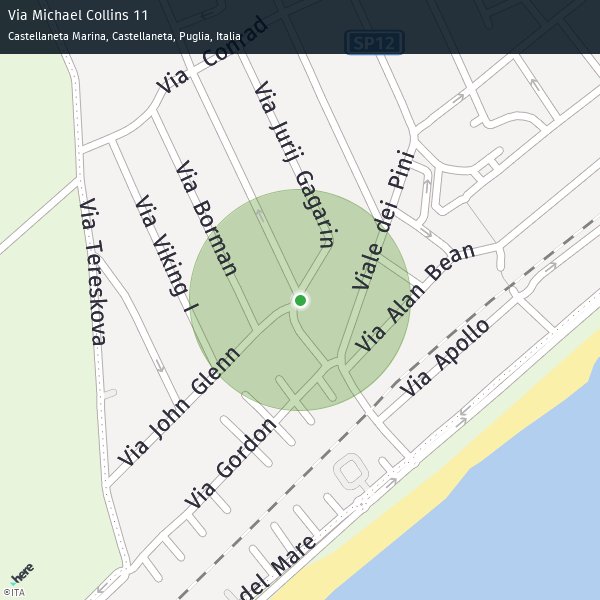 Via Michael Collins 11
Castellaneta Marina, Castellaneta, Puglia, Italia
Via Conrad
SP12
Via Jurij Gagarin
Via Borman
Viale dei Pini
Via Viking I
Via Tereskova
Via Alan Bean
Via Apollo
Via John Glenn
Via Gordon
del Mare
here
©ITA